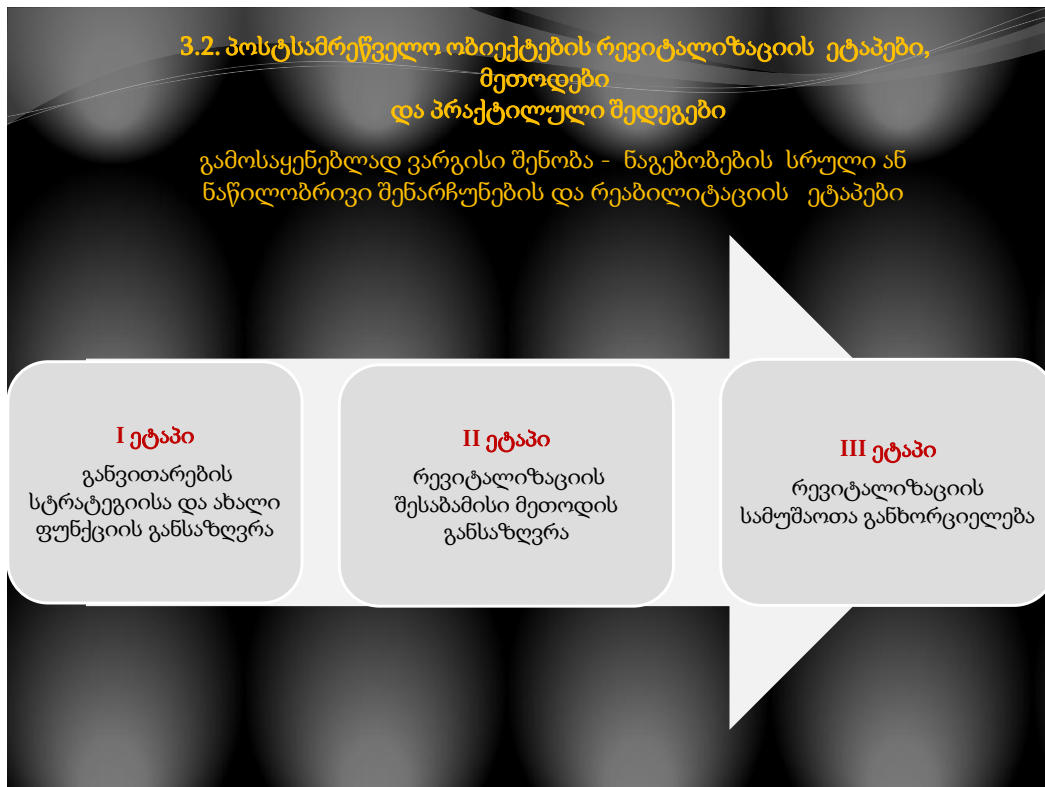 3.2. პოსტსამრეწველო ობიექტების რევიტალიზაციის ეტაპები,
მეთოდები
და პრაქტილული შედეგები
გამოსაყენებლად ვარგისი შენობა - ნაგებობების სრული ან
ნაწილობრივი შენარჩუნების და რეაბილიტაციის ეტაპები
I ეტაპი
განვითარების
სტრატეგიისა და ახალი
ფუნქციის განსაზღვრა
II ეტაპი
რევიტალიზაციის
შესაბამისი მეთოდის
განსაზღვრა
III ეტაპი
რევიტალიზაციის
სამუშაოთა განხორციელება